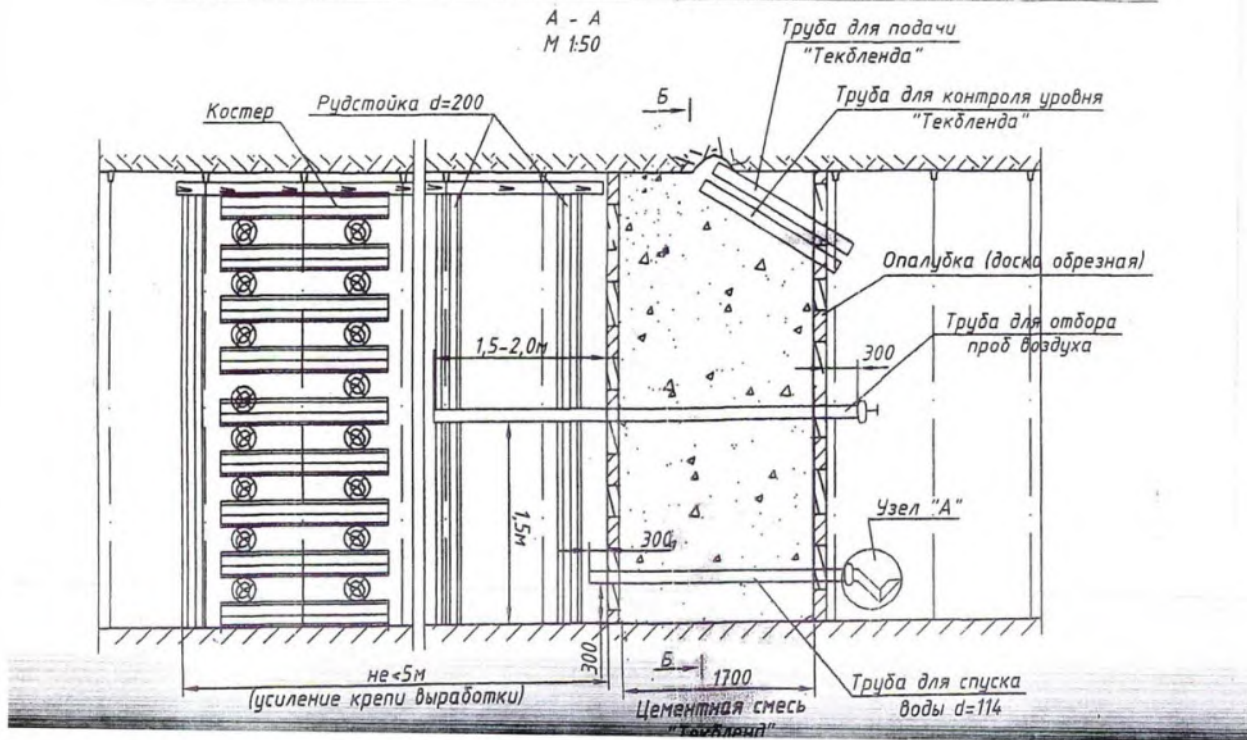 А - А
М 1:50
Труба для подачи
"Текбленда"
Б
Труба для контроля уровня
"Текбленда"
Костер
Рудстойка d=200
Опалубка (доска обрезная)
Труба для отбора
проб воздуха
1,5-2,0м
300
1,5м
300
Узел "А"
300
не<5м
(усиление крепи выработки)
Б
1700
Цементная смесь
"Текбленд"
Труба для спуска
воды d=114